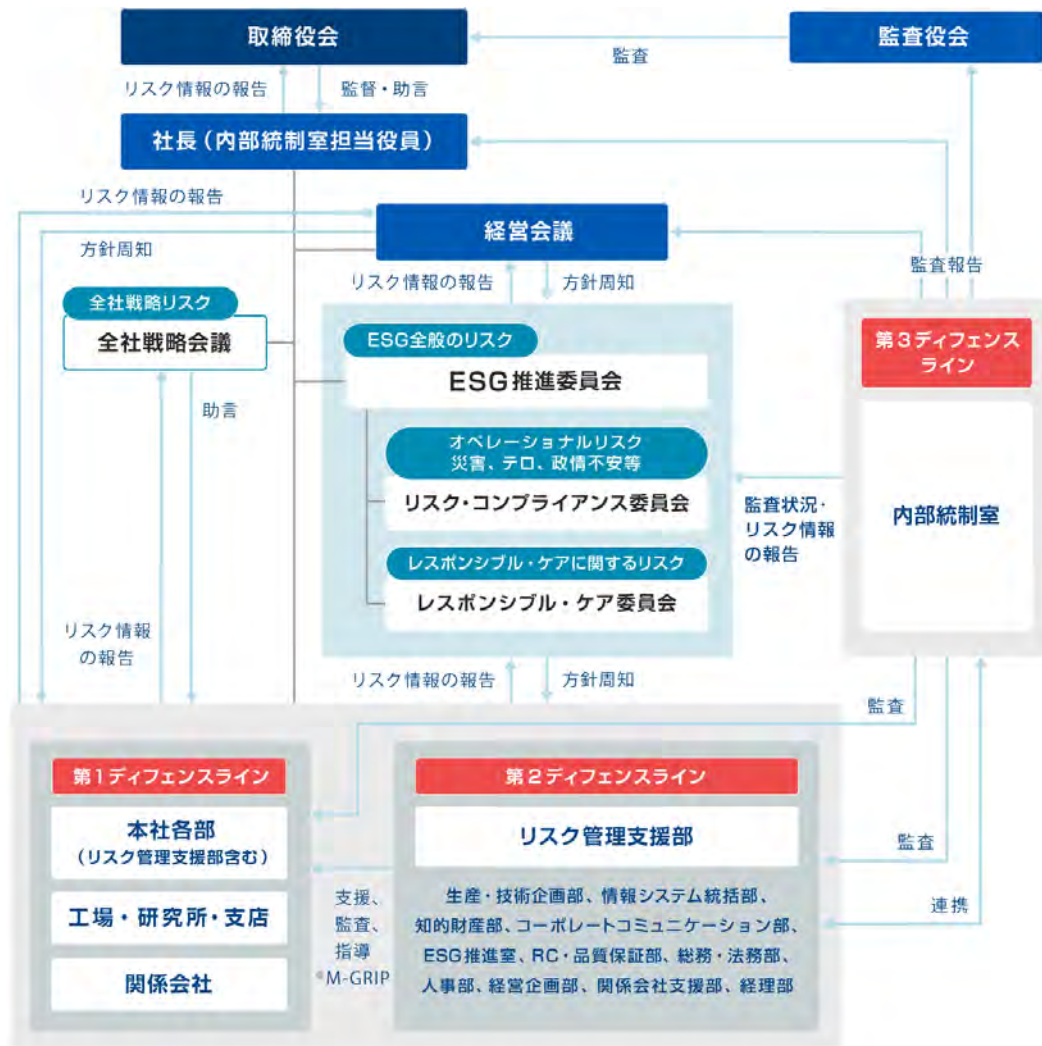 取締役会
監査役会
監査
リスク情報の報告
監督・助言
社長（内部統制室担当役員）
リスク情報の報告
経営会議
方針周知
リスク情報の報告
方針周知
監査報告
全社戦略リスク
全社戦略会議
助言
ESG全般のリスク
ESG推進委員会
オペレーショナルリスク
災害、テロ、政情不安等
リスク・コンプライアンス委員会
レスポンシブル・ケアに関するリスク
レスポンシブル・ケア委員会
監査状況・
リスク情報
の報告
第3ディフェンス
ライン
内部統制室
リスク情報
の報告
リスク情報の報告
方針周知
監査
第1ディフェンスライン
本社各部
（リスク管理支援部含む）
工場・研究所・支店
関係会社
支援、
監査、
指導
※M-GRIP
第2ディフェンスライン
リスク管理支援部
生産・技術企画部、情報システム統括部、
知的財産部、コーポレートコミュニケーション部、
ESG推進室、RC・品質保証部、総務・法務部、
人事部、経営企画部、関係会社支援部、経理部
監査
連携